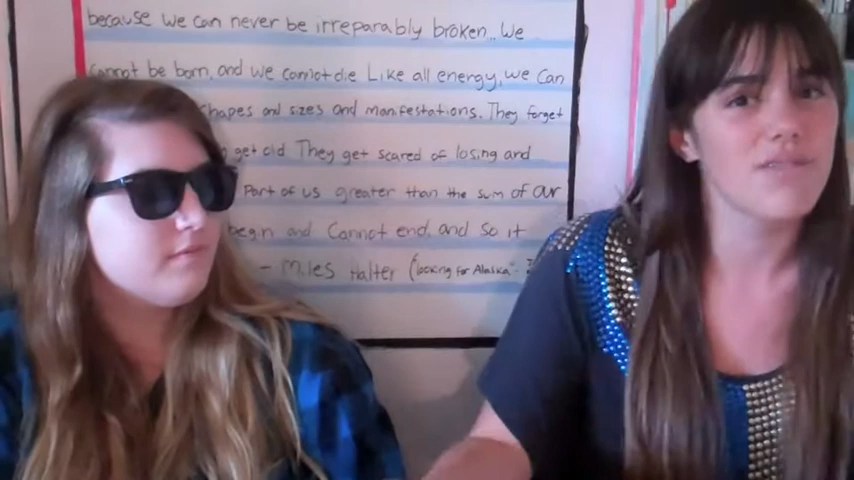 because we can never be irreparably broken.. We
cannot be born, and we cannot die Like all energy, we can
shapes and sizes and manifestations. They forget
get old They get scared of losing and
Part of us greater than the sum of our
begin and Cannot end, and so it
- Miles Halter ("looking for Alaska"-